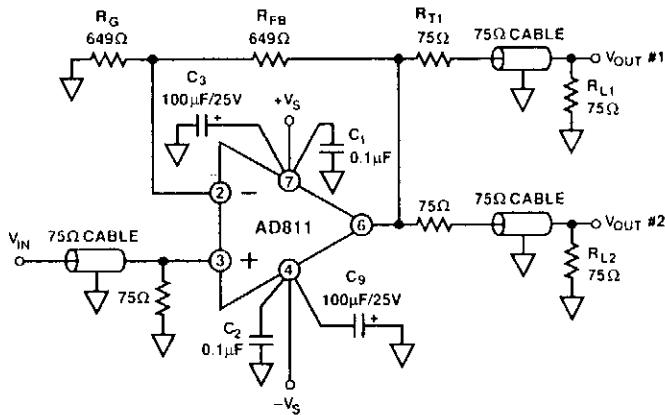 RG
649Ω
RFB
649Ω
RT1
75Ω
75Ω CABLE
VOUT #1
RL1
75Ω
C3
100μF/25V
+
+VS
C1
0.1μF
7
2
−
AD811
6
75Ω
75Ω CABLE
VOUT #2
RL2
75Ω
VIN
75Ω CABLE
3
+
75Ω
4
C9
100μF/25V
+
C2
0.1μF
−VS